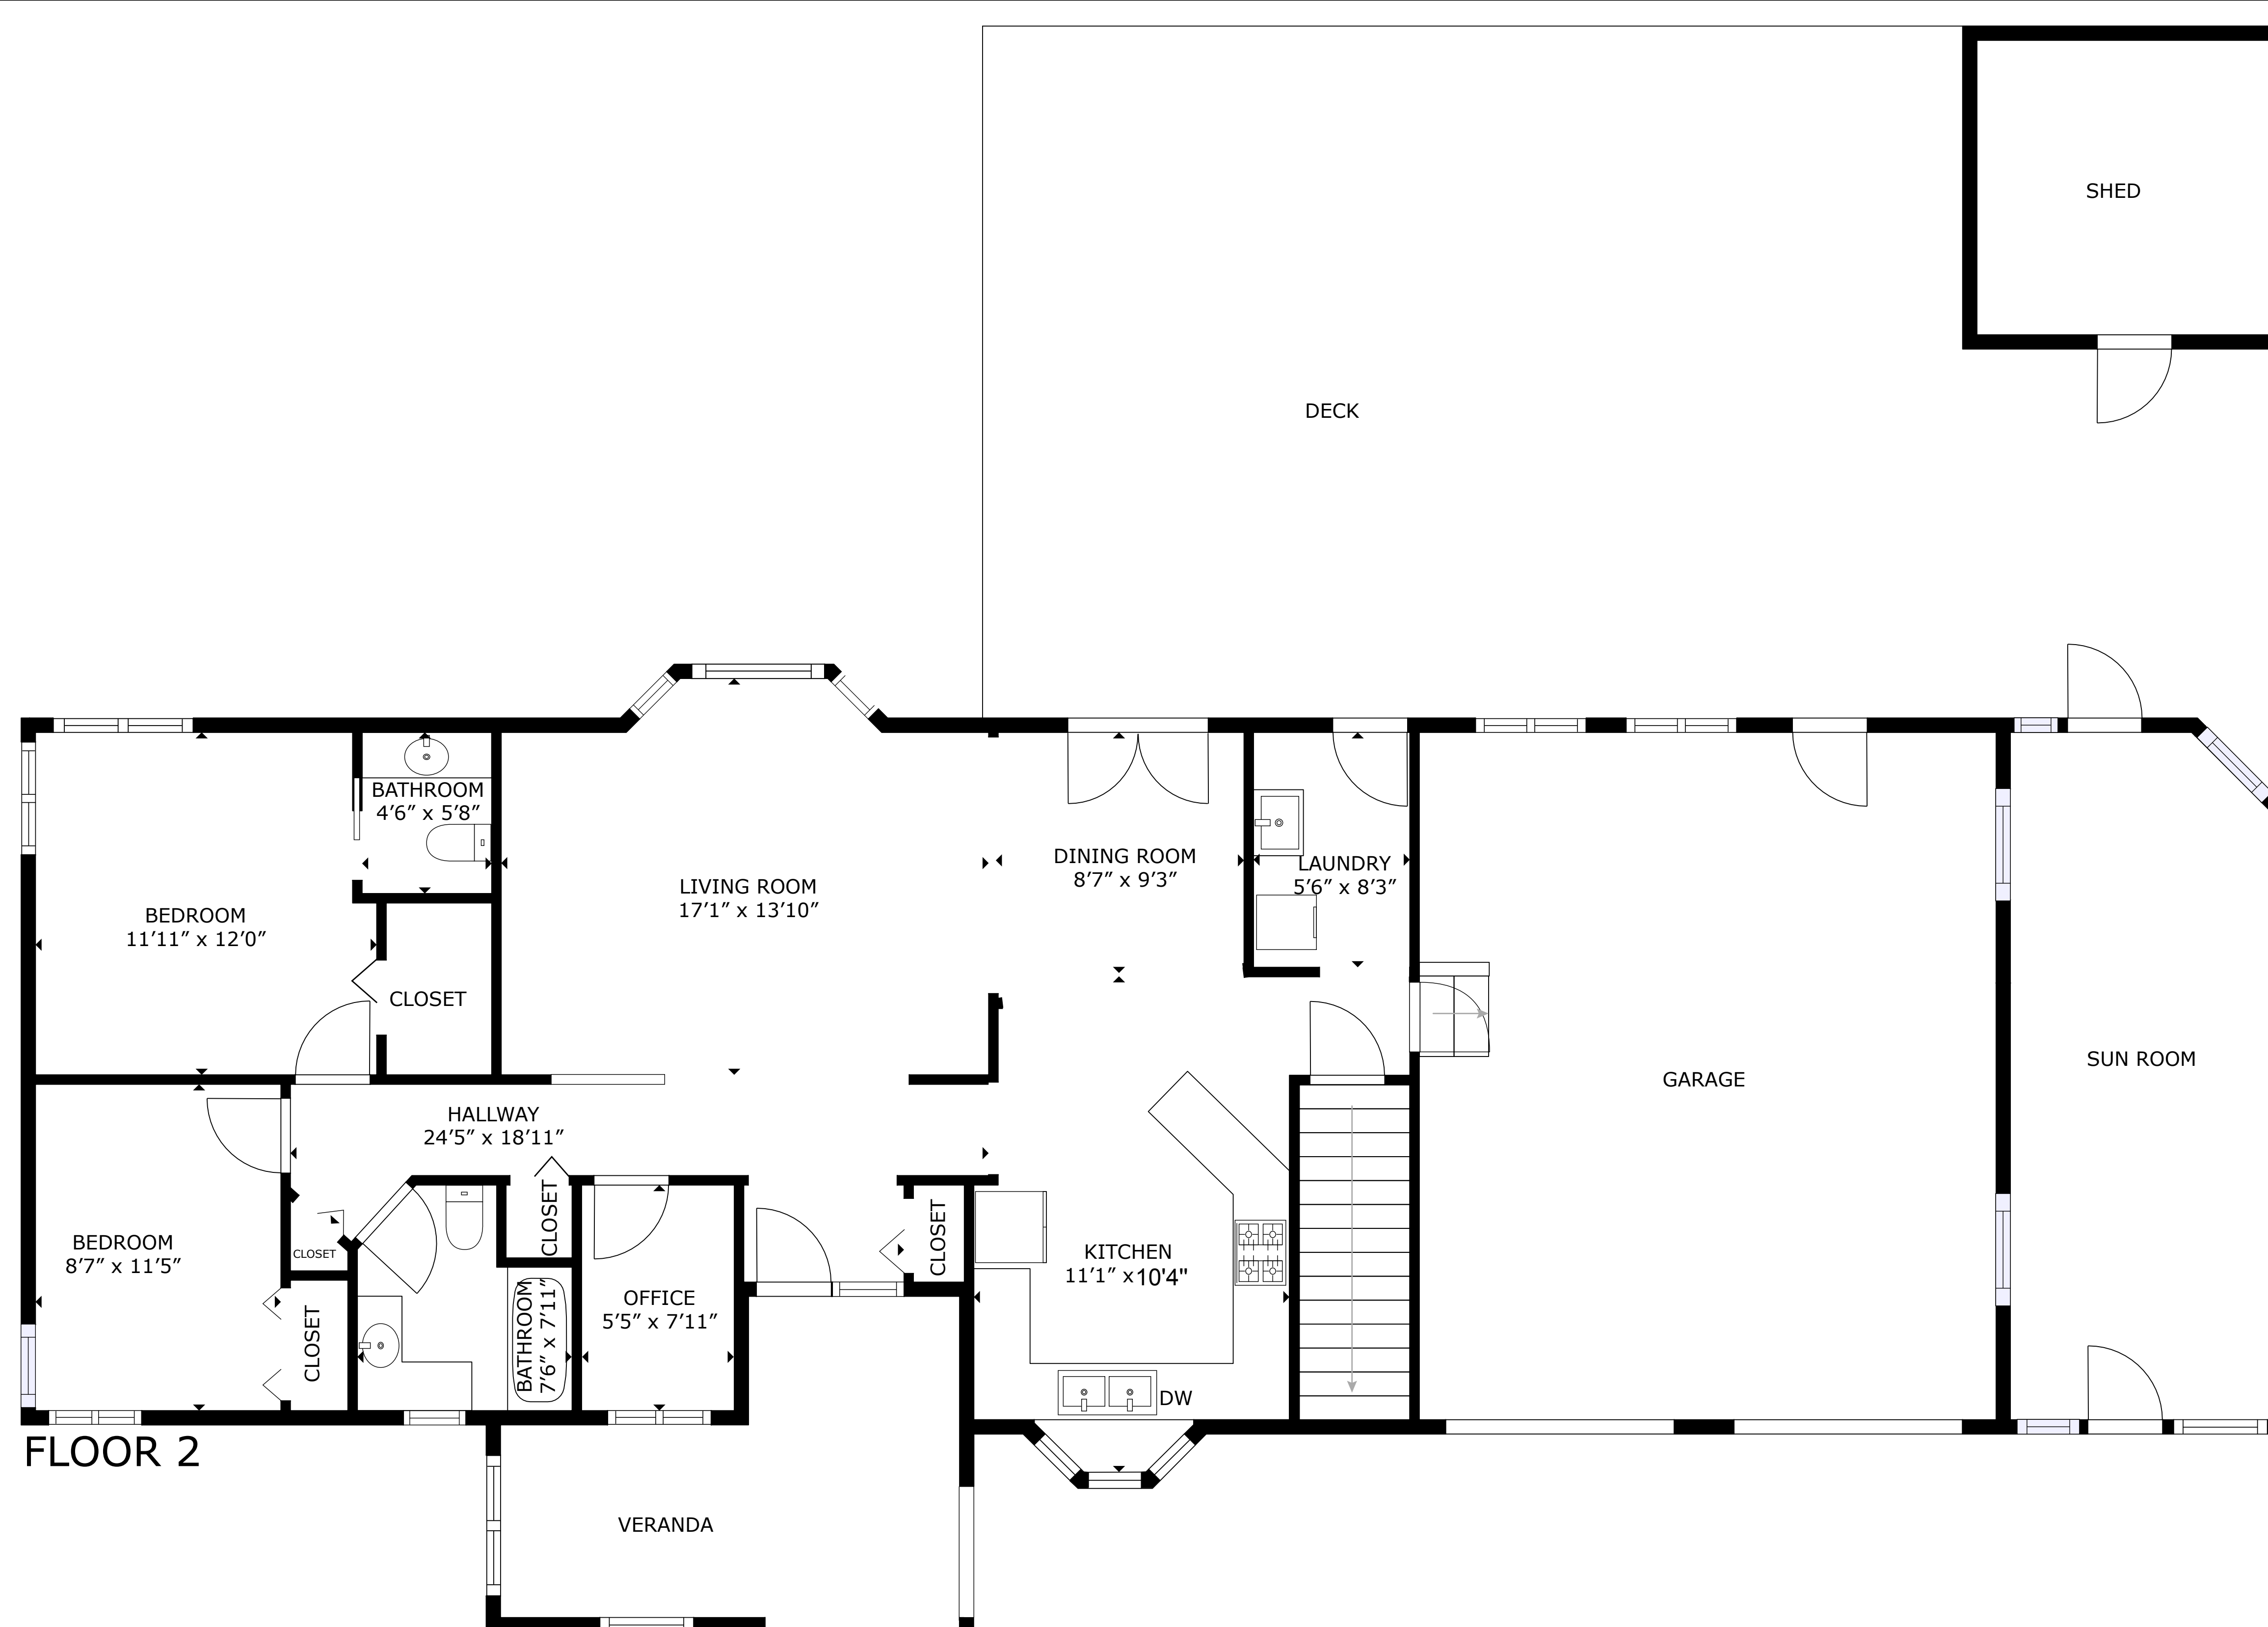 SHED
DECK
BATHROOM
4’6” x 5’8”
DINING ROOM
8’7” x 9’3”
LAUNDRY
5’6” x 8’3”
LIVING ROOM
17’1” x 13’10”
BEDROOM
11’11” x 12’0”
CLOSET
SUN ROOM
GARAGE
HALLWAY
24’5” x 18’11”
CLOSET
CLOSET
BEDROOM
8’7” x 11’5”
CLOSET
KITCHEN
11’1” x10'4"
OFFICE
5’5” x 7’11”
BATHROOM
7’6” x 7’11”
CLOSET
DW
FLOOR 2
VERANDA